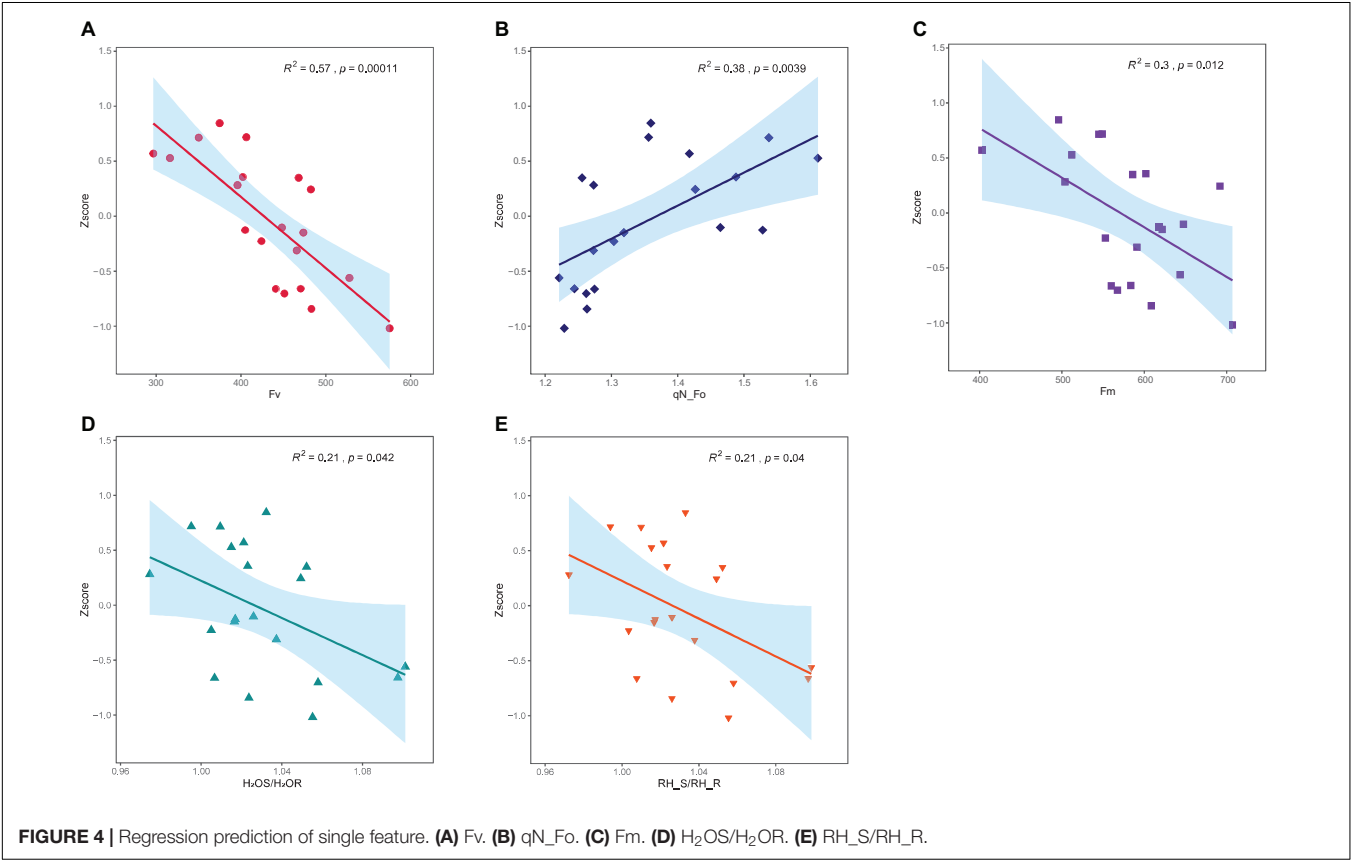 A
R² = 0.57 , p = 0.00011
Zscore
1.5
1.0
0.5
0.0
−0.5
−1.0
300 400 500 600
Fv
B
R² = 0.38 , p = 0.0039
Zscore
1.5
1.0
0.5
0.0
−0.5
−1.0
1.2 1.3 1.4 1.5 1.6
qN_Fo
C
R² = 0.3 , p = 0.012
Zscore
1.5
1.0
0.5
0.0
−0.5
−1.0
400 500 600 700
Fm
D
R² = 0.21 , p = 0.042
Zscore
1.5
1.0
0.5
0.0
−0.5
−1.0
0.96 1.00 1.04 1.08
H₂OS/H₂OR
E
R² = 0.21 , p = 0.04
Zscore
1.5
1.0
0.5
0.0
−0.5
−1.0
0.96 1.00 1.04 1.08
RH_S/RH_R
FIGURE 4 | Regression prediction of single feature. (A) Fv. (B) qN_Fo. (C) Fm. (D) H₂OS/H₂OR. (E) RH_S/RH_R.